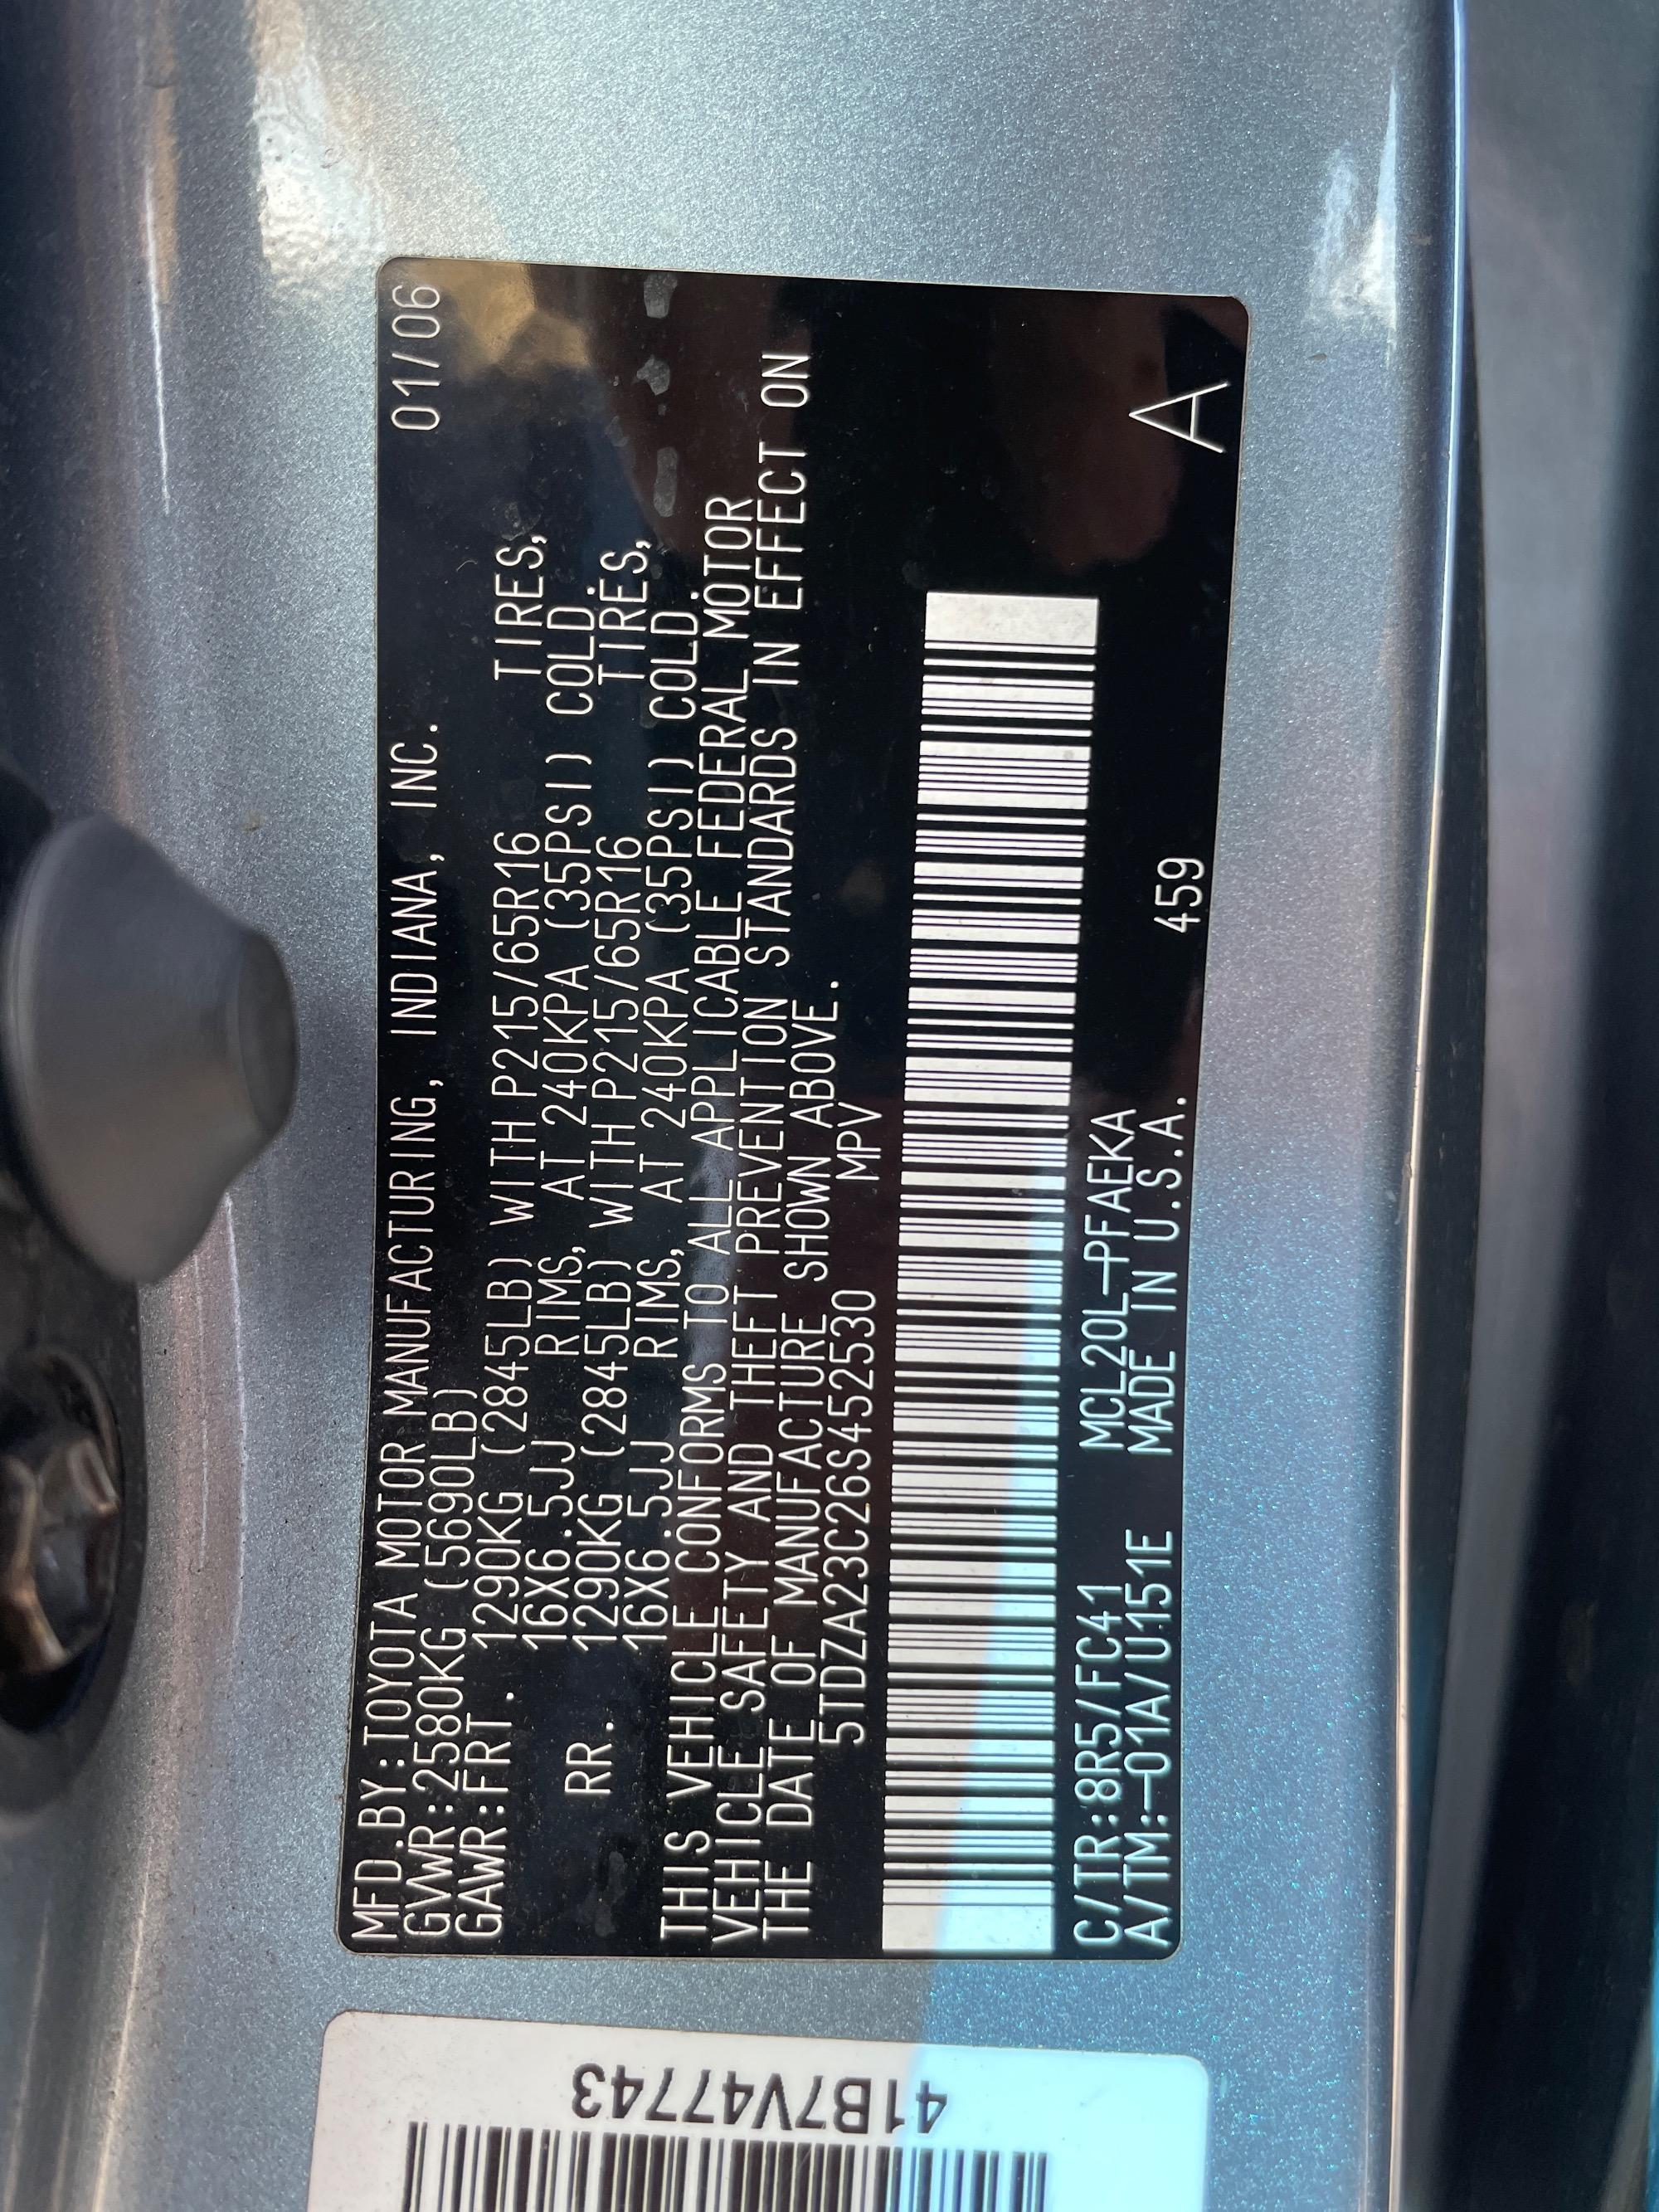 MFD.BY:TOYOTA MOTOR MANUFACTURING, INDIANA, INC. 01/06
GVWR:2580KG(5690LB)
GAWR:FRT. 1290KG (2845LB) WITH P215/65R16 TIRES,
16X6.5JJ RIMS, AT 240KPA (35PSI) COLD.
RR. 1290KG (2845LB) WITH P215/65R16 TIRES,
16X6.5JJ RIMS, AT 240KPA (35PSI) COLD.
THIS VEHICLE CONFORMS TO ALL APPLICABLE FEDERAL MOTOR
VEHICLE SAFETY AND THEFT PREVENTION STANDARDS IN EFFECT ON
THE DATE OF MANUFACTURE SHOWN ABOVE.
5TDZA23C26S452530 MPV
C/TR:8R5/FC41 MCL20L-PFAEKA
A/TM:-01A/U151E MADE IN U.S.A. 459 A
41B7V47743